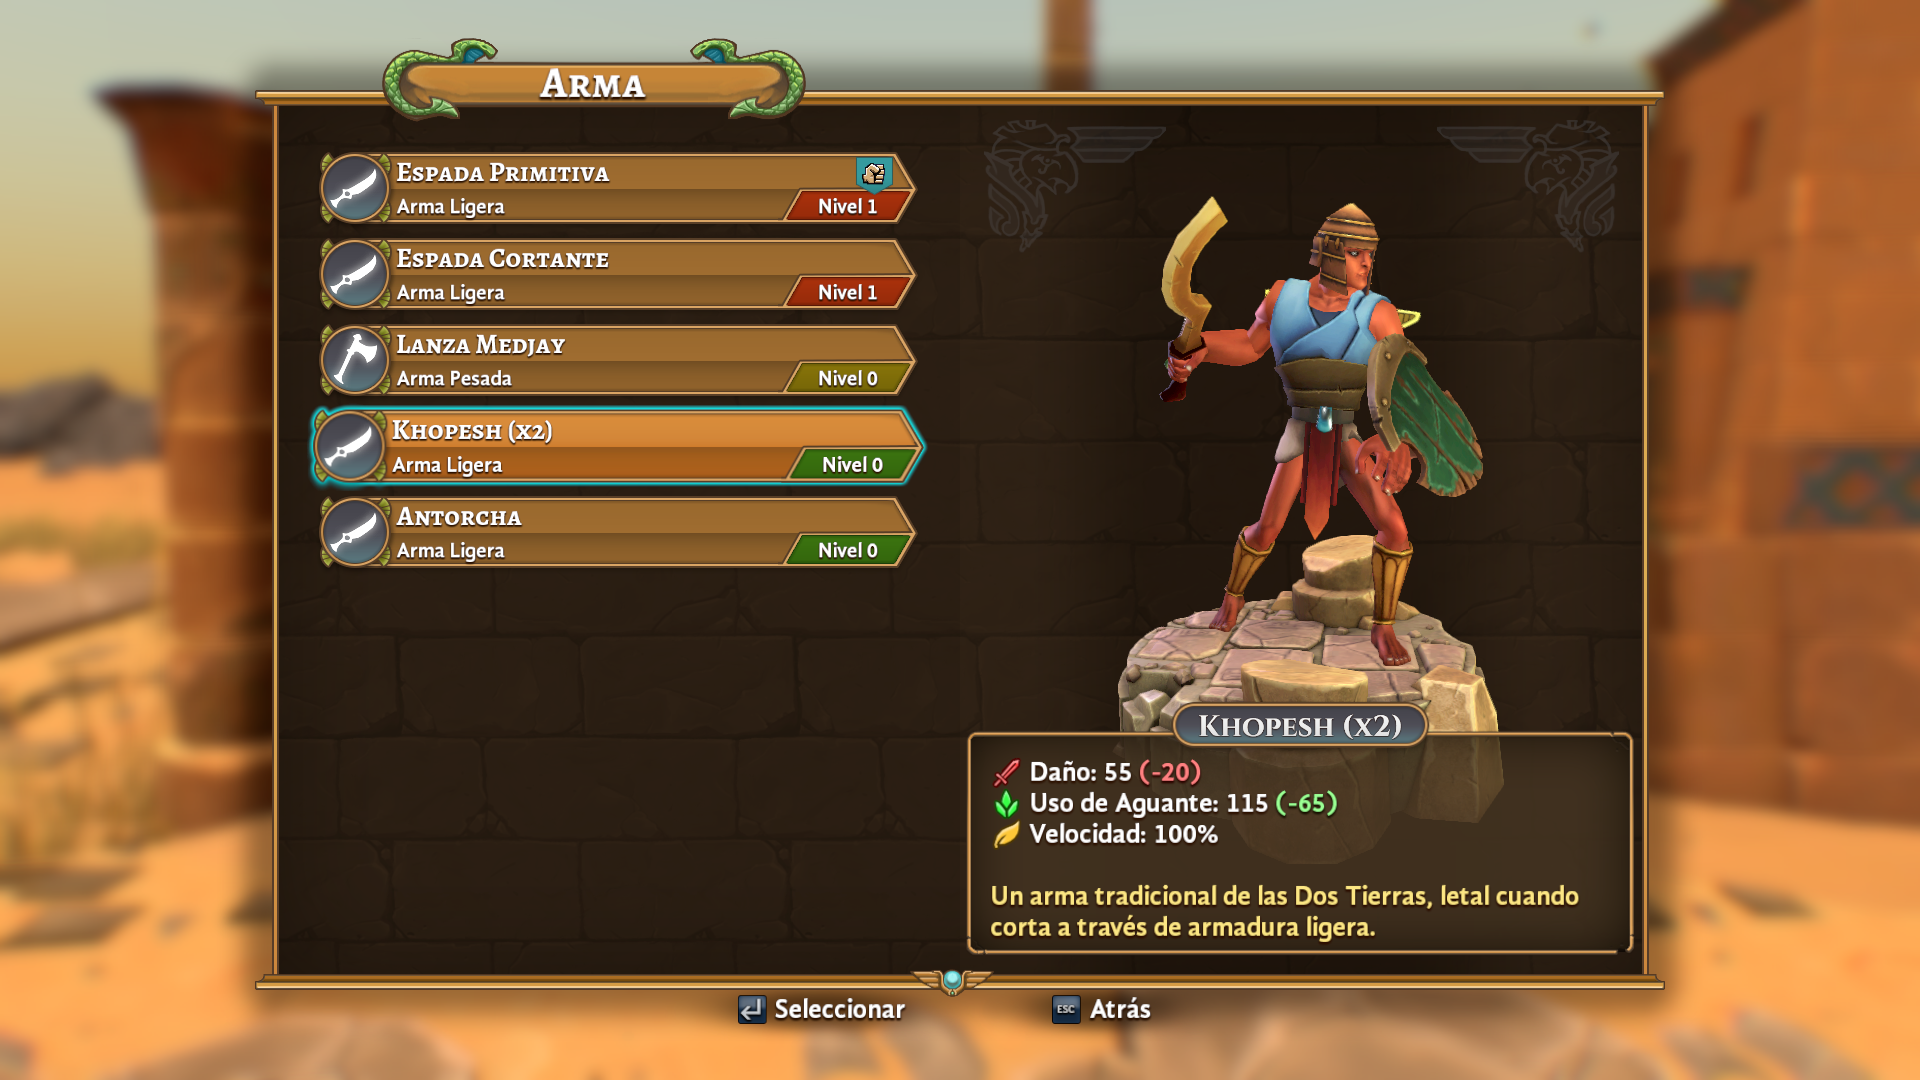 Arma
Espada Primitiva
Arma Ligera
Nivel 1
Espada Cortante
Arma Ligera
Nivel 1
Lanza Medjay
Arma Pesada
Nivel 0
Khopesh (x2)
Arma Ligera
Nivel 0
Antorcha
Arma Ligera
Nivel 0
Khopesh (x2)
Daño: 55 (-20)
Uso de Aguante: 115 (-65)
Velocidad: 100%
Un arma tradicional de las Dos Tierras, letal cuando
corta a través de armadura ligera.
Seleccionar
ESC Atrás